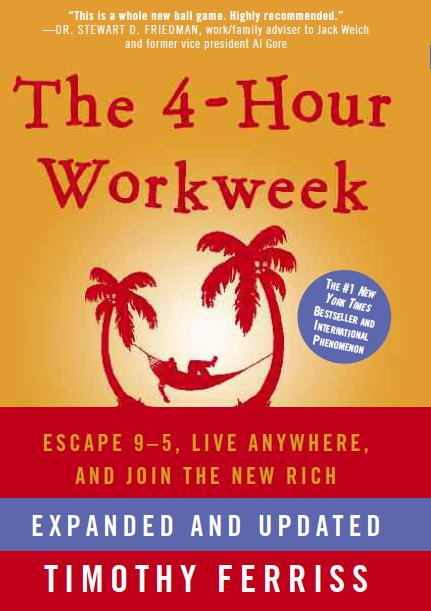 "This is a whole new ball game. Highly recommended."
—DR. STEWART D. FRIEDMAN, work/family adviser to Jack Welch
and former vice president Al Gore
The 4-Hour
Workweek
THE #1 NEW
YORK TIMES
BESTSELLER AND
INTERNATIONAL
PHENOMENON
ESCAPE 9–5, LIVE ANYWHERE,
AND JOIN THE NEW RICH
EXPANDED AND UPDATED
TIMOTHY FERRISS